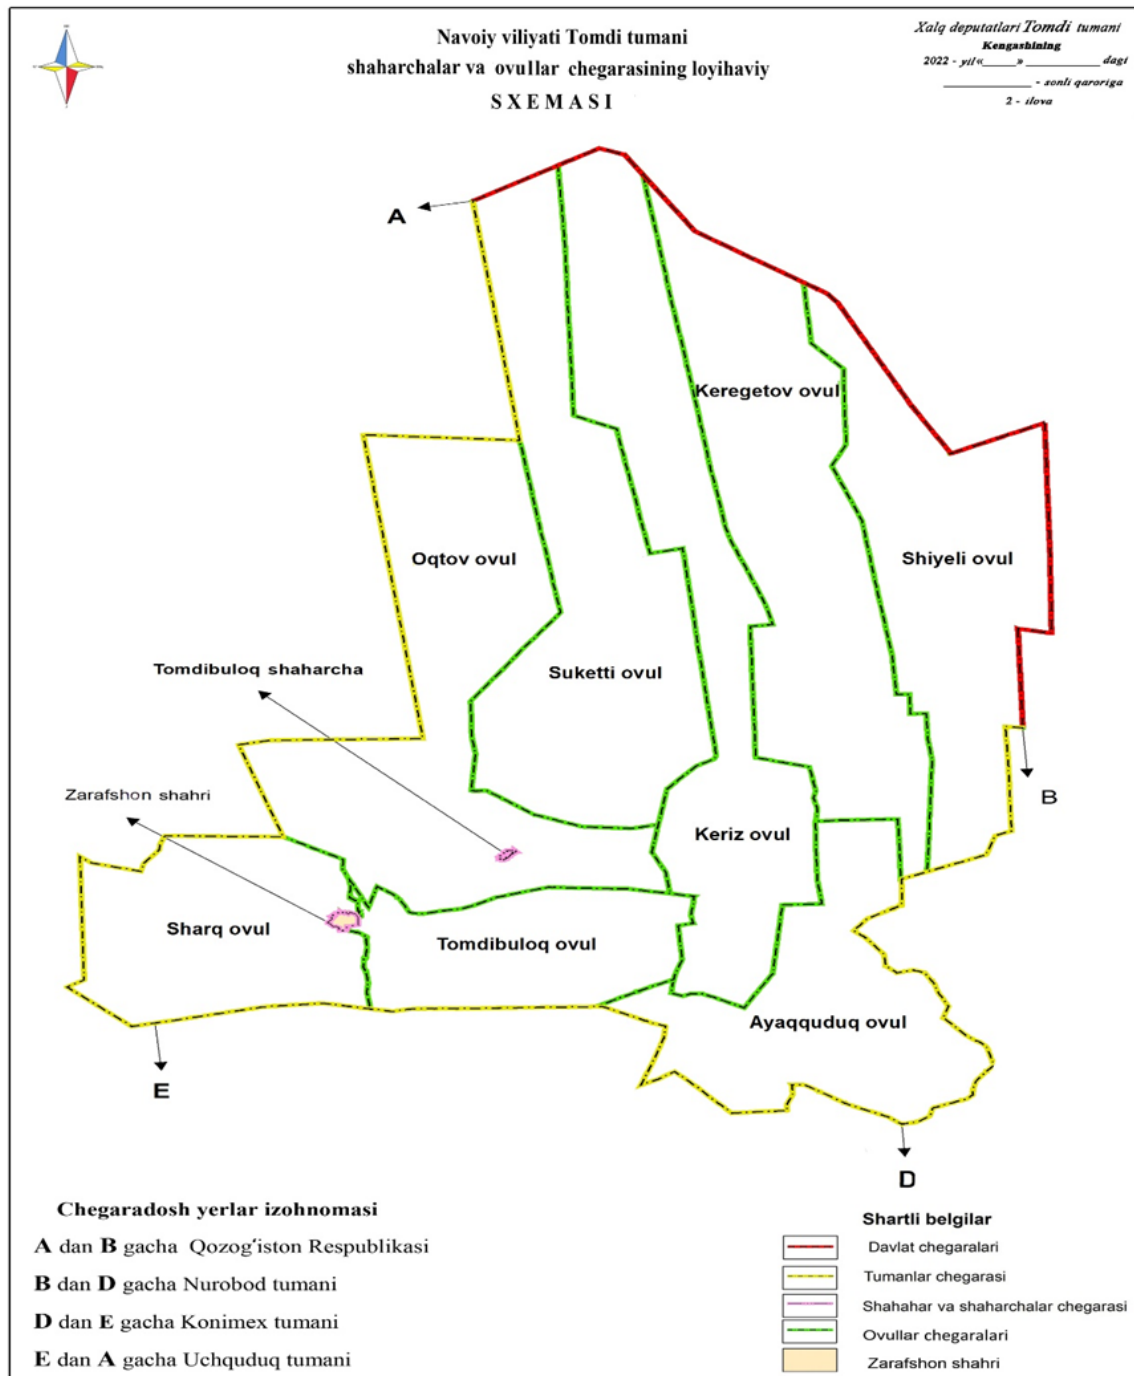 Navoiy viliyati Tomdi tumani
shaharchalar va ovullar chegarasining loyihaviy
SXEMASI
Xalq deputatlari Tomdi tumani
Kengashining
2022 - yil «_____» ____________ dagi
______________ - sonli qaroriga
2 - ilova
A
Keregetov ovul
Oqtov ovul
Shiyeli ovul
Tomdibuloq shaharcha
Suketti ovul
Zarafshon shahri
B
Keriz ovul
Sharq ovul
Tomdibuloq ovul
Ayaqquduq ovul
E
D
Chegaradosh yerlar izohnomasi
A dan B gacha Qozog'iston Respublikasi
B dan D gacha Nurobod tumani
D dan E gacha Konimex tumani
E dan A gacha Uchquduq tumani
Shartli belgilar
Davlat chegaralari
Tumanlar chegarasi
Shahahar va shaharchalar chegarasi
Ovullar chegaralari
Zarafshon shahri